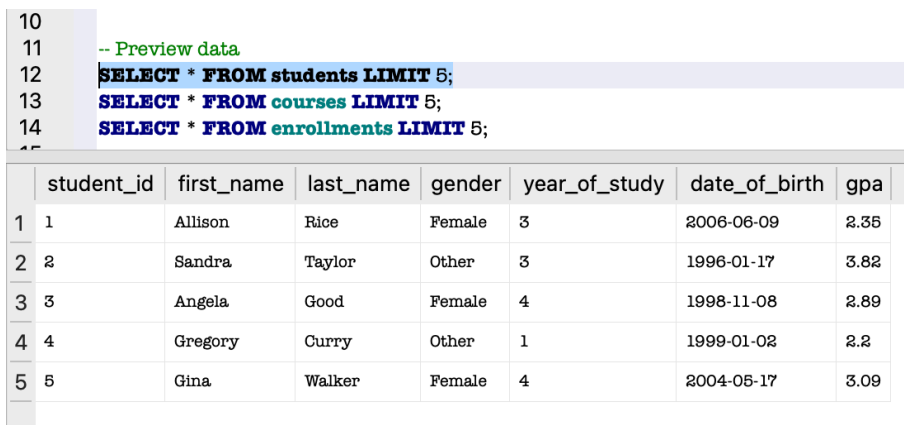 10
11 -- Preview data
12 SELECT * FROM students LIMIT 5;
13 SELECT * FROM courses LIMIT 5;
14 SELECT * FROM enrollments LIMIT 5;
student_id first_name last_name gender year_of_study date_of_birth gpa
1 1 Allison Rice Female 3 2006-06-09 2.35
2 2 Sandra Taylor Other 3 1996-01-17 3.82
3 3 Angela Good Female 4 1998-11-08 2.89
4 4 Gregory Curry Other 1 1999-01-02 2.2
5 5 Gina Walker Female 4 2004-05-17 3.09